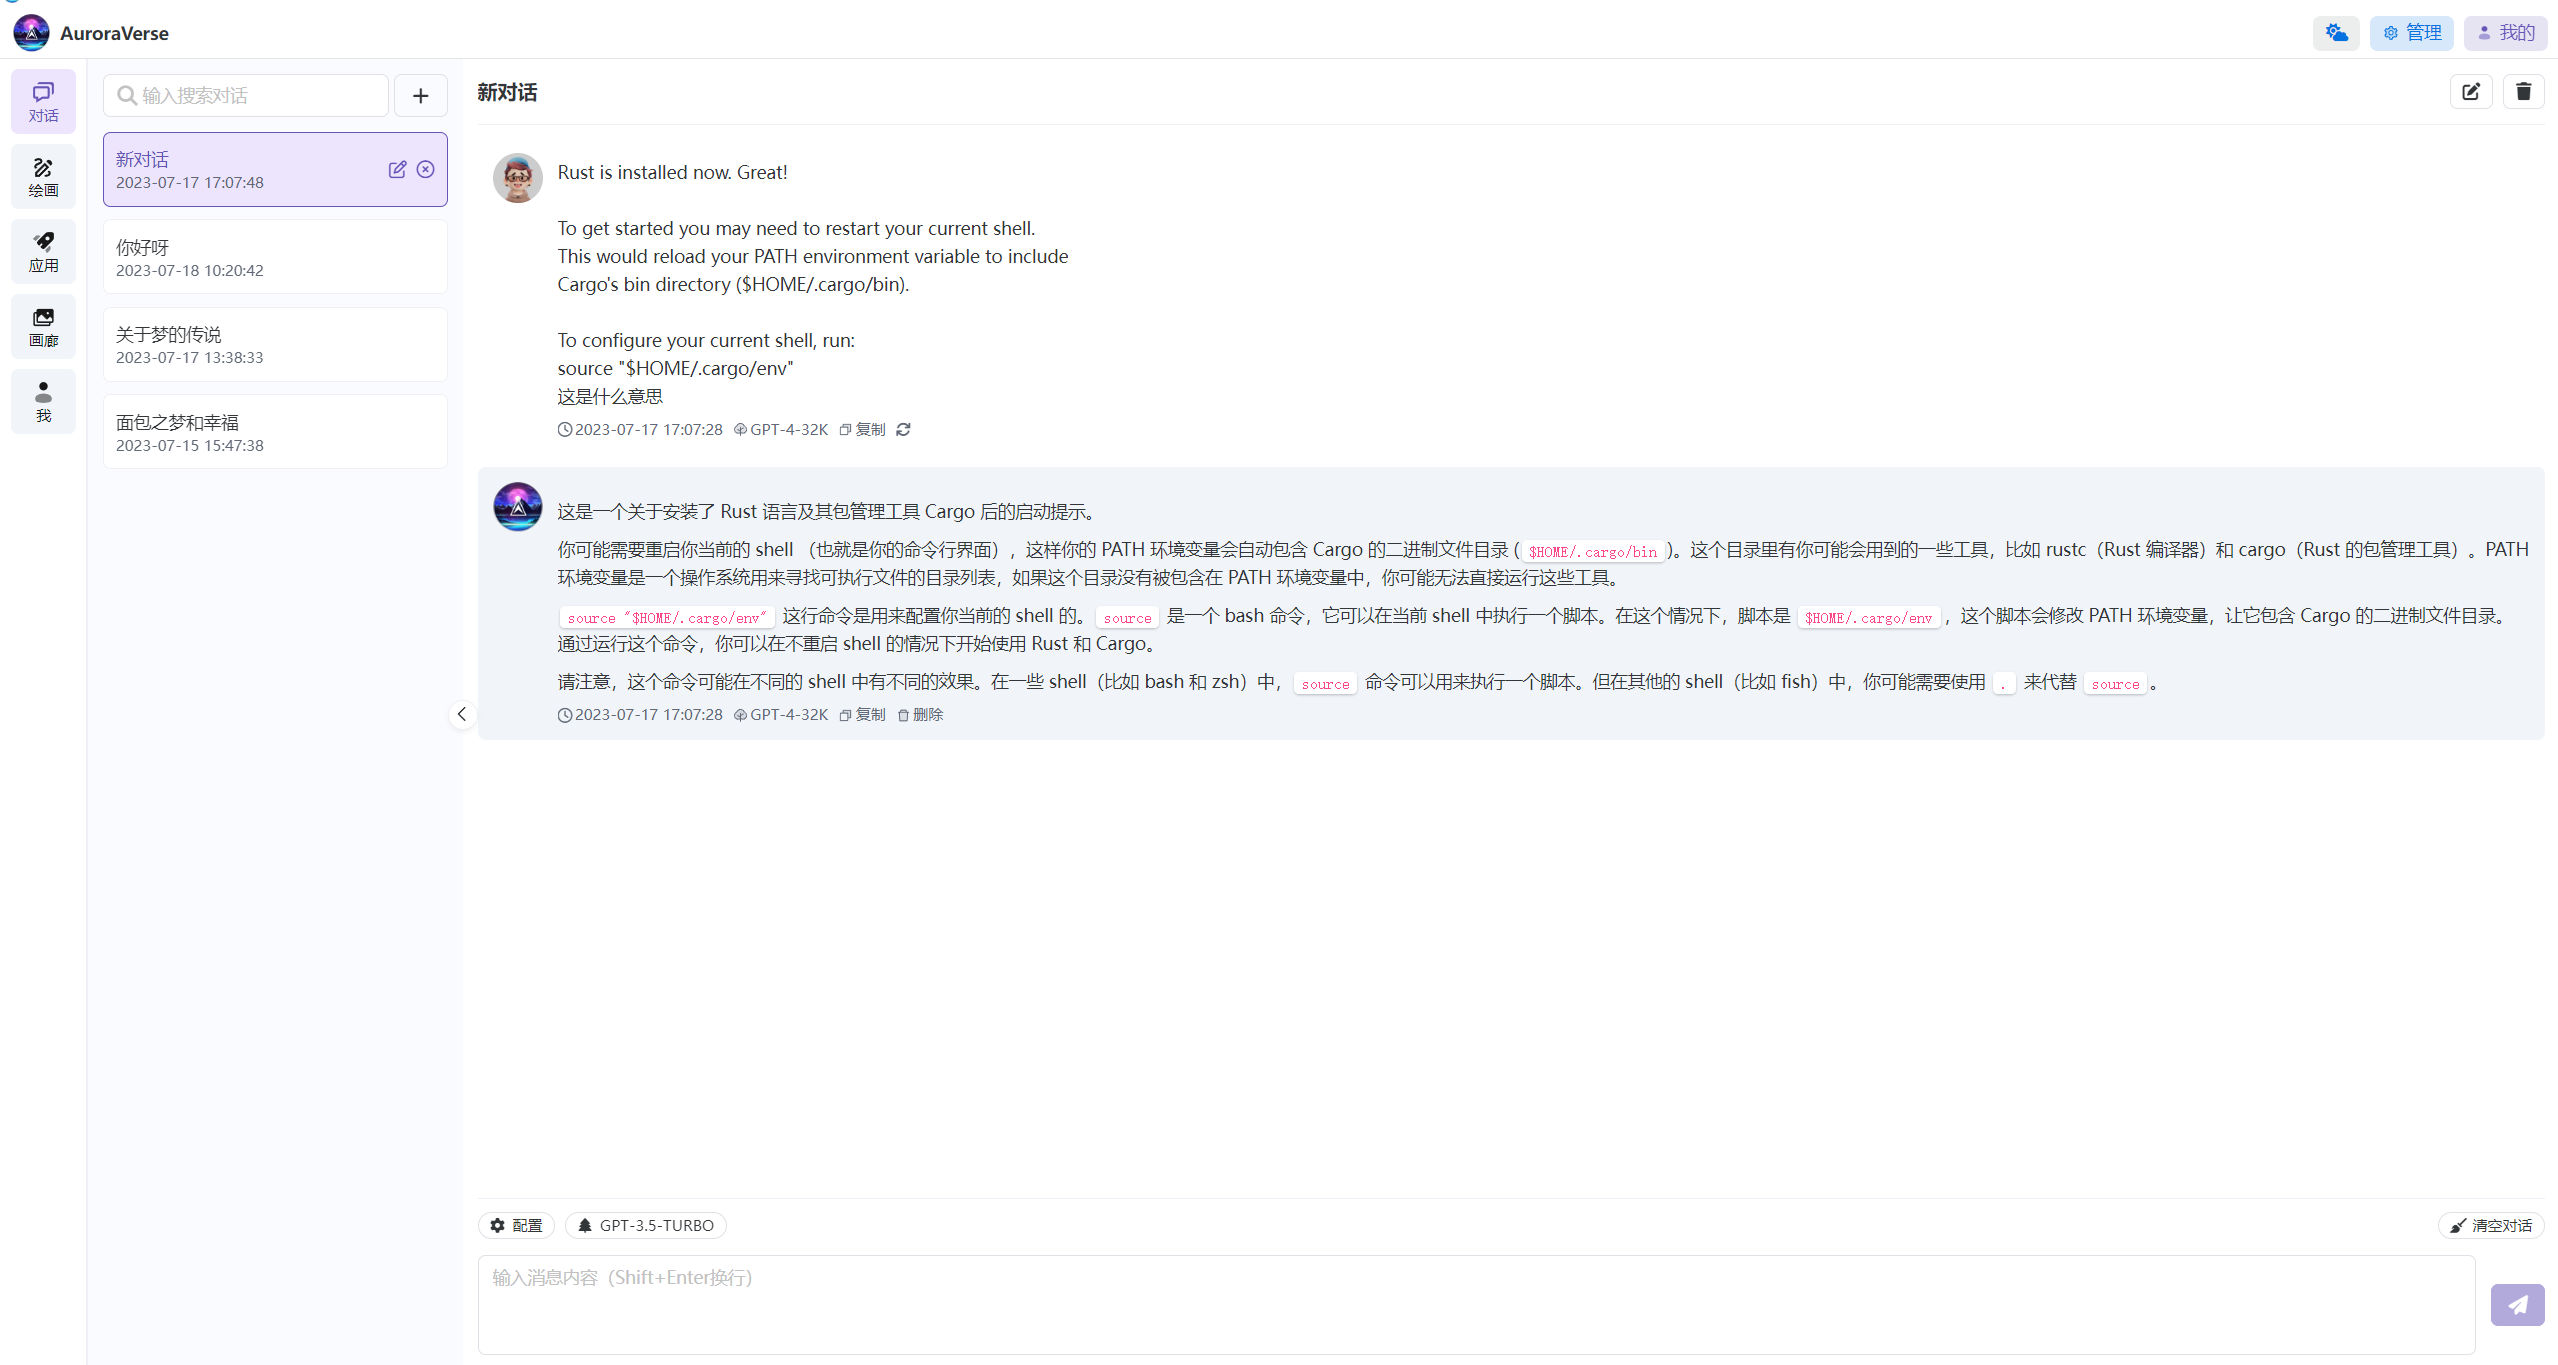 AuroraVerse
管理
我的
对话
绘画
应用
画廊
我
输入搜索对话
新对话
2023-07-17 17:07:48
你好呀
2023-07-18 10:20:42
关于梦的传说
2023-07-17 13:38:33
面包之梦和幸福
2023-07-15 15:47:38
新对话
Rust is installed now. Great!
To get started you may need to restart your current shell.
This would reload your PATH environment variable to include
Cargo's bin directory ($HOME/.cargo/bin).
To configure your current shell, run:
source "$HOME/.cargo/env"
这是什么意思
2023-07-17 17:07:28 GPT-4-32K 复制
这是一个关于安装了 Rust 语言及其包管理工具 Cargo 后的启动提示。
你可能需要重启你当前的 shell （也就是你的命令行界面），这样你的 PATH 环境变量会自动包含 Cargo 的二进制文件目录 ( $HOME/.cargo/bin )。这个目录里有你可能会用到的一些工具，比如 rustc（Rust 编译器）和 cargo（Rust 的包管理工具）。PATH
环境变量是一个操作系统用来寻找可执行文件的目录列表，如果这个目录没有被包含在 PATH 环境变量中，你可能无法直接运行这些工具。
source "$HOME/.cargo/env" 这行命令是用来配置你当前的 shell 的。 source 是一个 bash 命令，它可以在当前 shell 中执行一个脚本。在这个情况下，脚本是 $HOME/.cargo/env ，这个脚本会修改 PATH 环境变量，让它包含 Cargo 的二进制文件目录。
通过运行这个命令，你可以在不重启 shell 的情况下开始使用 Rust 和 Cargo。
请注意，这个命令可能在不同的 shell 中有不同的效果。在一些 shell（比如 bash 和 zsh）中， source 命令可以用来执行一个脚本。但在其他的 shell（比如 fish）中，你可能需要使用 . 来代替 source 。
2023-07-17 17:07:28 GPT-4-32K 复制 删除
配置
GPT-3.5-TURBO
清空对话
输入消息内容（Shift+Enter换行）